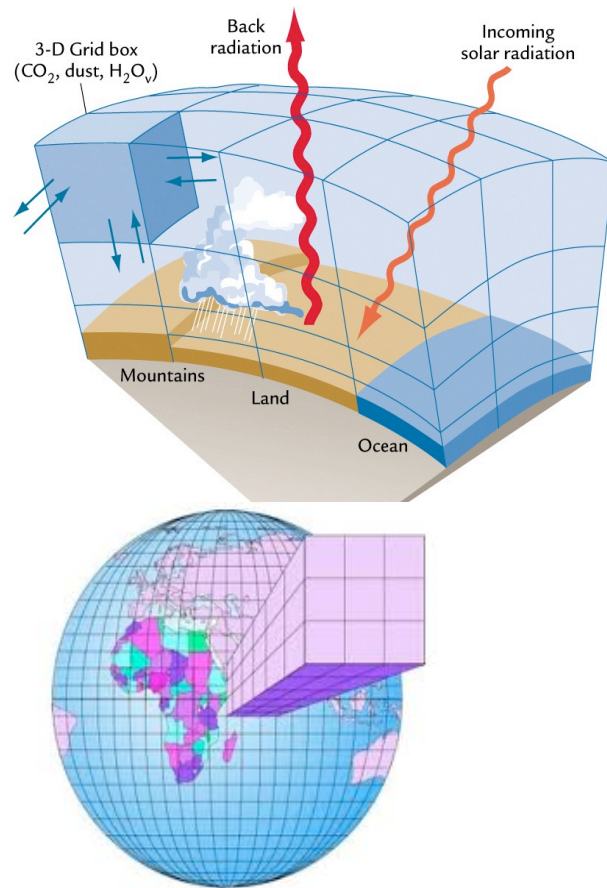 Back
radiation
Incoming
solar radiation
3-D Grid box
(CO₂, dust, H₂Oᵥ)
Mountains
Land
Ocean